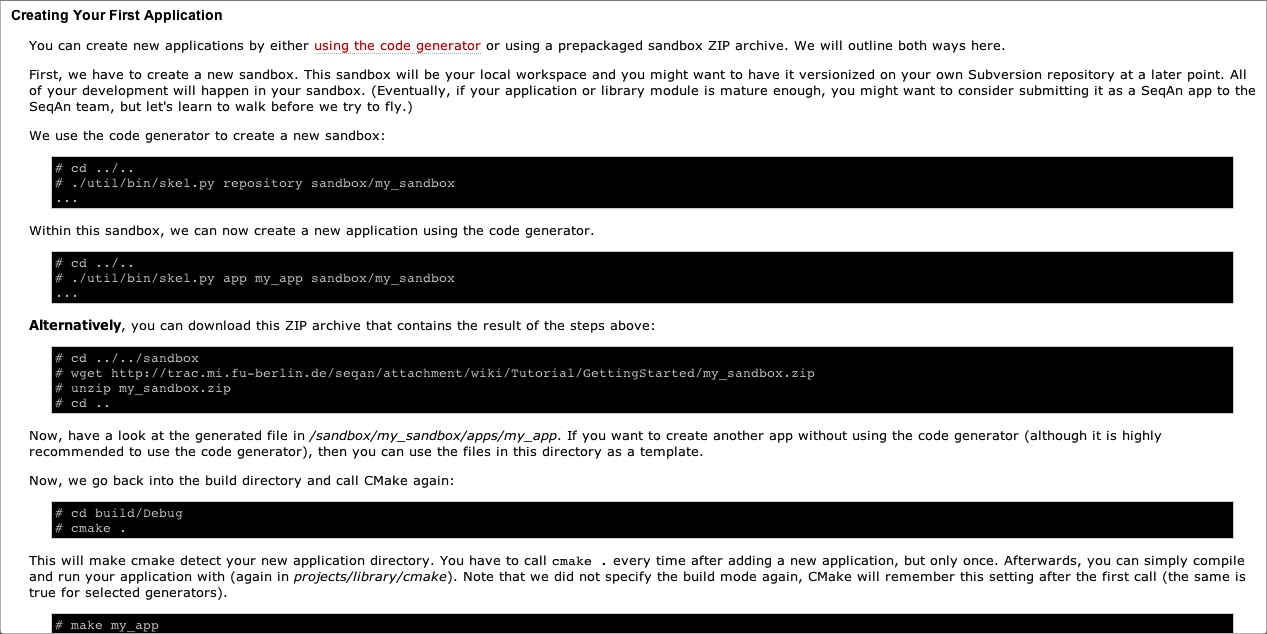 Creating Your First Application
You can create new applications by either using the code generator or using a prepackaged sandbox ZIP archive. We will outline both ways here.
First, we have to create a new sandbox. This sandbox will be your local workspace and you might want to have it versionized on your own Subversion repository at a later point. All
of your development will happen in your sandbox. (Eventually, if your application or library module is mature enough, you might want to consider submitting it as a SeqAn app to the
SeqAn team, but let's learn to walk before we try to fly.)
We use the code generator to create a new sandbox:
# cd ../..
# ./util/bin/skel.py repository sandbox/my_sandbox
...
Within this sandbox, we can now create a new application using the code generator.
# cd ../..
# ./util/bin/skel.py app my_app sandbox/my_sandbox
...
Alternatively, you can download this ZIP archive that contains the result of the steps above:
# cd ../../sandbox
# wget http://trac.mi.fu-berlin.de/seqan/attachment/wiki/Tutorial/GettingStarted/my_sandbox.zip
# unzip my_sandbox.zip
# cd ..
Now, have a look at the generated file in /sandbox/my_sandbox/apps/my_app. If you want to create another app without using the code generator (although it is highly
recommended to use the code generator), then you can use the files in this directory as a template.
Now, we go back into the build directory and call CMake again:
# cd build/Debug
# cmake .
This will make cmake detect your new application directory. You have to call cmake . every time after adding a new application, but only once. Afterwards, you can simply compile
and run your application with (again in projects/library/cmake). Note that we did not specify the build mode again, CMake will remember this setting after the first call (the same is
true for selected generators).
# make my_app